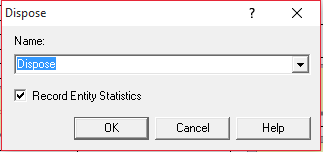 Dispose ?
Name:
Dispose
Record Entity Statistics
OK Cancel Help